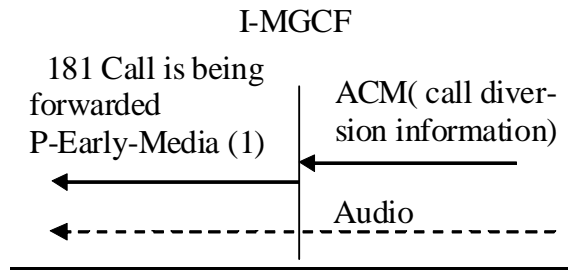 I-MGCF
181 Call is being
forwarded
P-Early-Media (1)
ACM( call diver-
sion information)
Audio